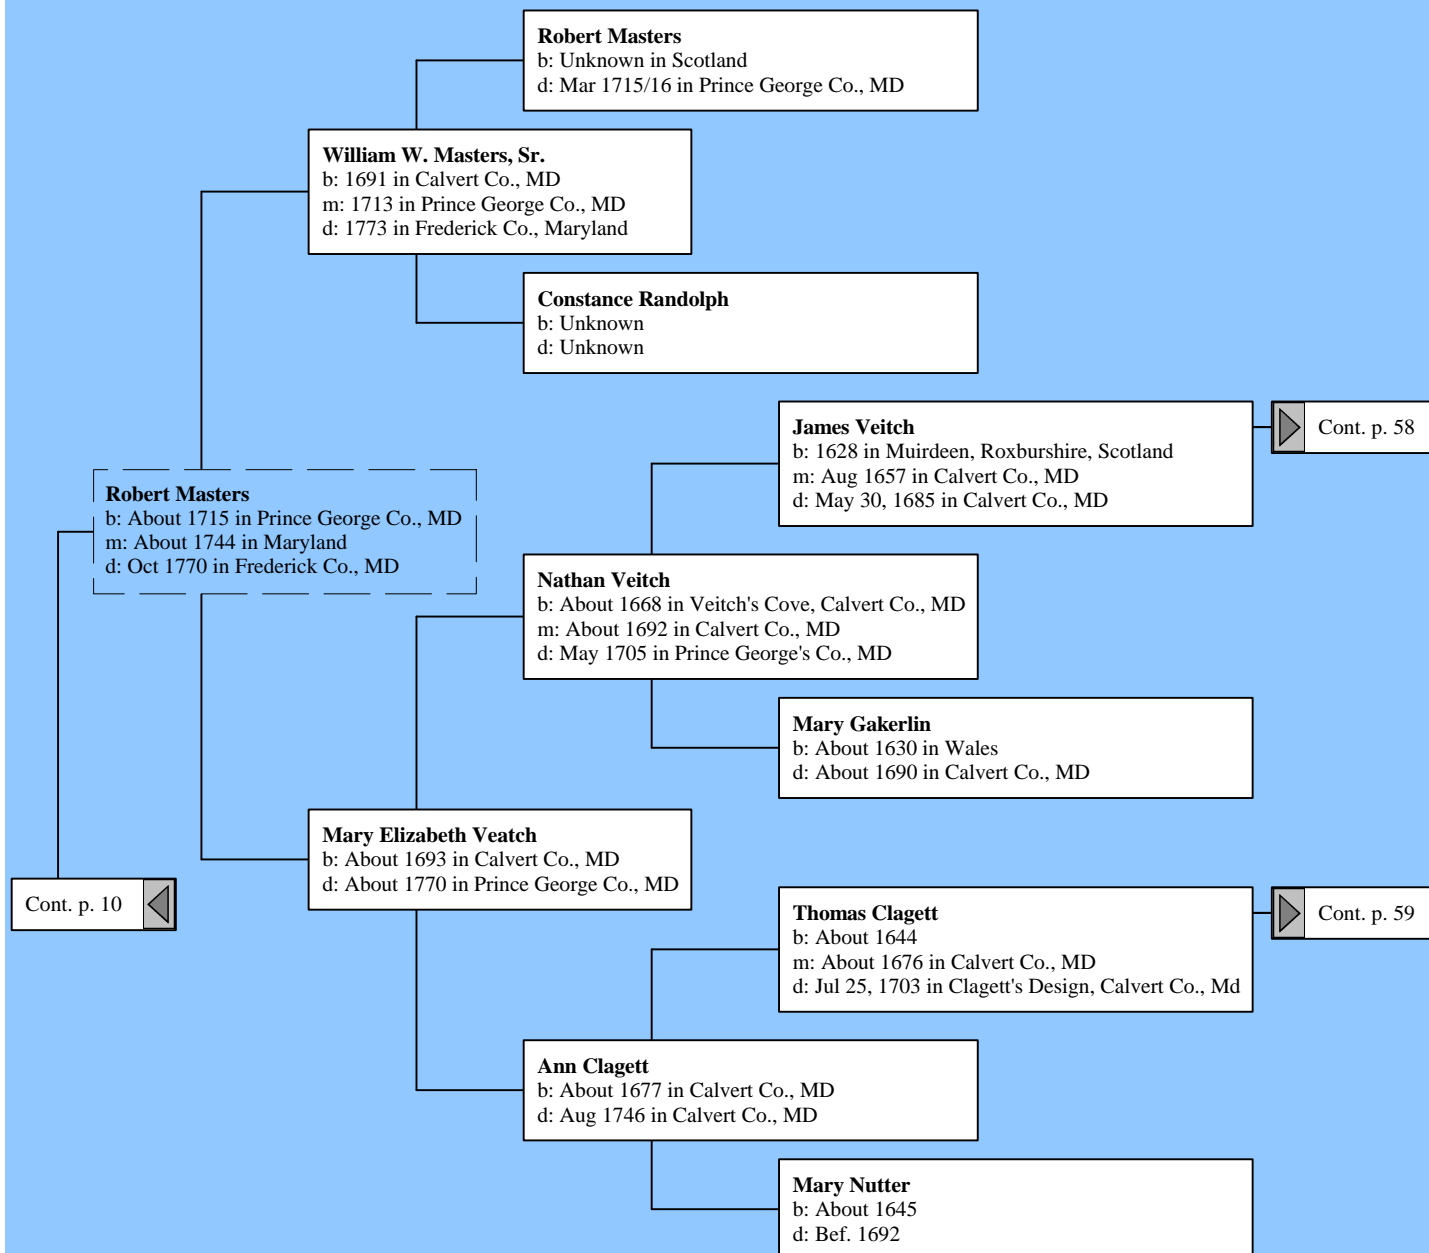 Robert Masters
b: Unknown in Scotland
d: Mar 1715/16 in Prince George Co., MD
William W. Masters, Sr.
b: 1691 in Calvert Co., MD
m: 1713 in Prince George Co., MD
d: 1773 in Frederick Co., Maryland
Constance Randolph
b: Unknown
d: Unknown
James Veitch
b: 1628 in Muirdeen, Roxburshire, Scotland
m: Aug 1657 in Calvert Co., MD
d: May 30, 1685 in Calvert Co., MD
Cont. p. 58
Robert Masters
b: About 1715 in Prince George Co., MD
m: About 1744 in Maryland
d: Oct 1770 in Frederick Co., MD
Nathan Veitch
b: About 1668 in Veitch's Cove, Calvert Co., MD
m: About 1692 in Calvert Co., MD
d: May 1705 in Prince George's Co., MD
Mary Gakerlin
b: About 1630 in Wales
d: About 1690 in Calvert Co., MD
Mary Elizabeth Veatch
b: About 1693 in Calvert Co., MD
d: About 1770 in Prince George Co., MD
Cont. p. 10
Thomas Clagett
b: About 1644
m: About 1676 in Calvert Co., MD
d: Jul 25, 1703 in Clagett's Design, Calvert Co., Md
Cont. p. 59
Ann Clagett
b: About 1677 in Calvert Co., MD
d: Aug 1746 in Calvert Co., MD
Mary Nutter
b: About 1645
d: Bef. 1692